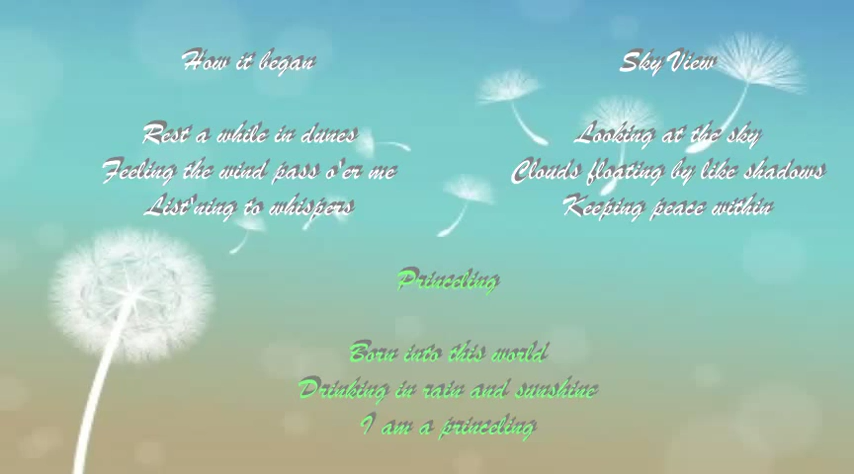 How it began
Rest a while in dunes
Feeling the wind pass o'er me
List'ning to whispers
Sky View
Looking at the sky
Clouds floating by like shadows
Keeping peace within
Princeling
Born into this world
Drinking in rain and sunshine
I am a princeling